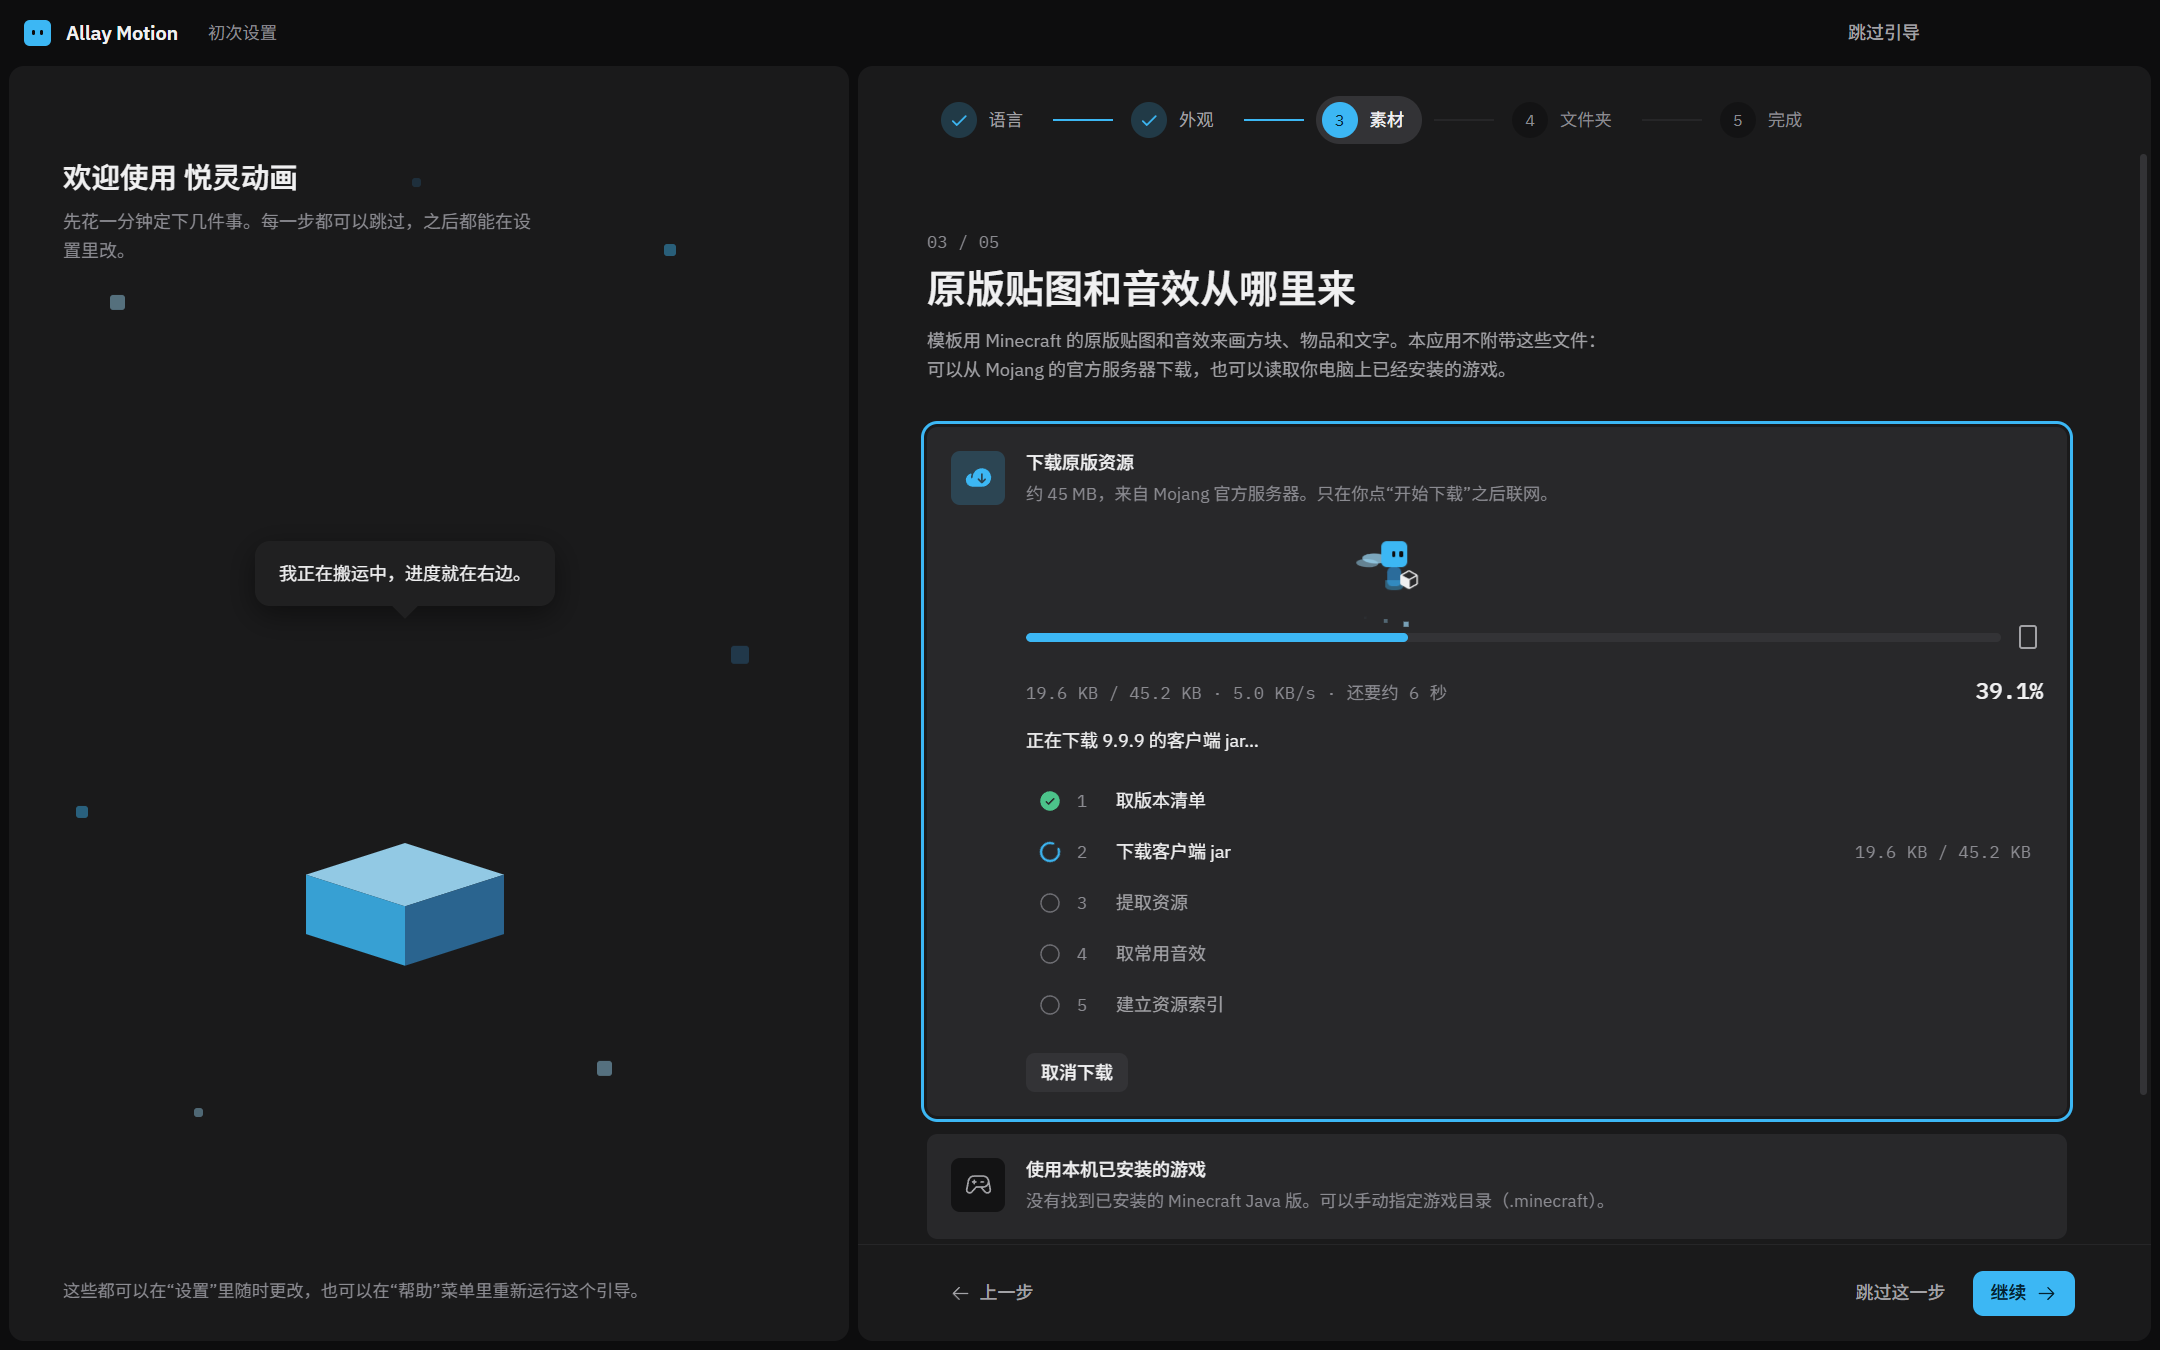 Allay Motion
初次设置
跳过引导
欢迎使用 悦灵动画
先花一分钟定下几件事。每一步都可以跳过，之后都能在设
置里改。
我正在搬运中，进度就在右边。
这些都可以在“设置”里随时更改，也可以在“帮助”菜单里重新运行这个引导。
语言
外观
3 素材
4 文件夹
5 完成
03 / 05
原版贴图和音效从哪里来
模板用 Minecraft 的原版贴图和音效来画方块、物品和文字。本应用不附带这些文件：
可以从 Mojang 的官方服务器下载，也可以读取你电脑上已经安装的游戏。
下载原版资源
约 45 MB，来自 Mojang 官方服务器。只在你点“开始下载”之后联网。
19.6 KB / 45.2 KB · 5.0 KB/s · 还要约 6 秒
39.1%
正在下载 9.9.9 的客户端 jar...
1 取版本清单
2 下载客户端 jar 19.6 KB / 45.2 KB
3 提取资源
4 取常用音效
5 建立资源索引
取消下载
使用本机已安装的游戏
没有找到已安装的 Minecraft Java 版。可以手动指定游戏目录（.minecraft）。
上一步
跳过这一步
继续